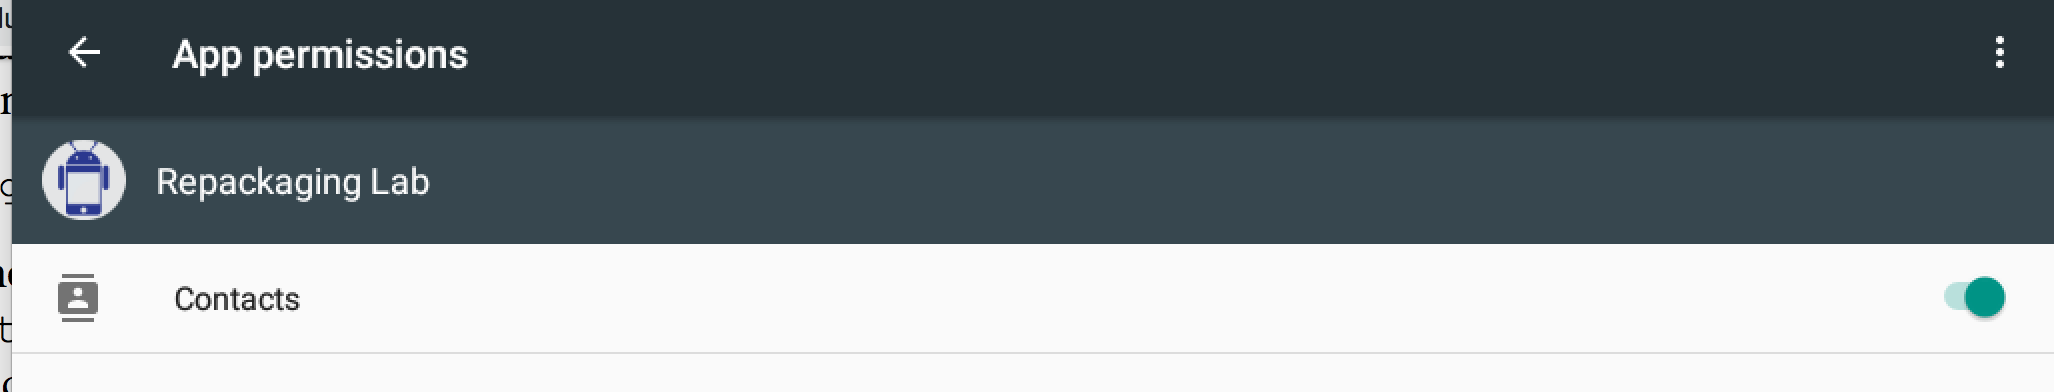 App permissions
Repackaging Lab
Contacts